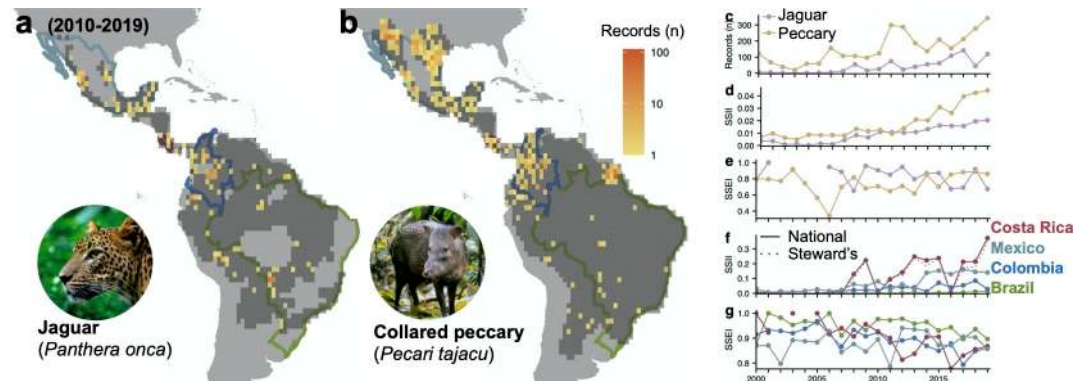 a (2010-2019)
b
Records (n)
100
10
1
Jaguar
(Panthera onca)
Collared peccary
(Pecari tajacu)
c
Jaguar
Peccary
Records (n)
300
200
100
0
d
SSII
0.04
0.03
0.02
0.01
0.00
e
SSEI
1.0
0.8
0.6
0.4
f
National
Steward's
SSII
0.3
0.2
0.1
0.0
Costa Rica
Mexico
Colombia
Brazil
g
SSEI
1.0
0.9
0.8
2000 2005 2010 2015